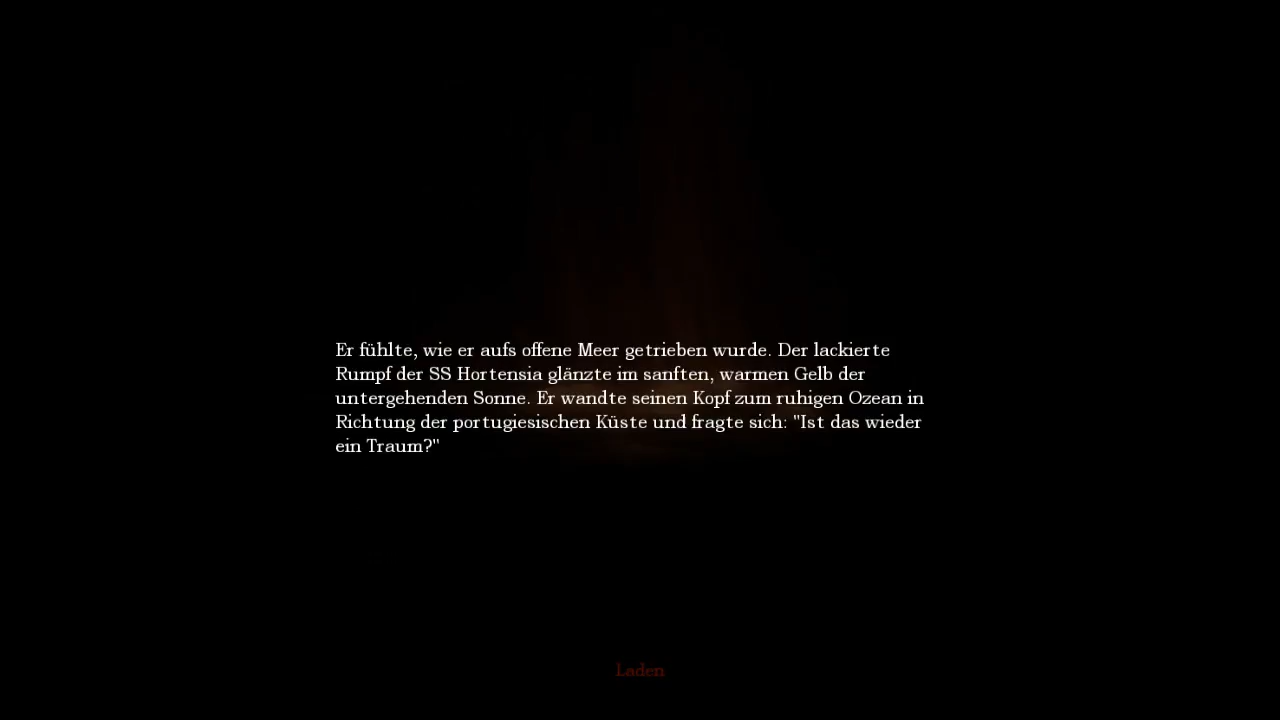 Er fühlte, wie er aufs offene Meer getrieben wurde. Der lackierte
Rumpf der SS Hortensia glänzte im sanften, warmen Gelb der
untergehenden Sonne. Er wandte seinen Kopf zum ruhigen Ozean in
Richtung der portugiesischen Küste und fragte sich: "Ist das wieder
ein Traum?"
Laden